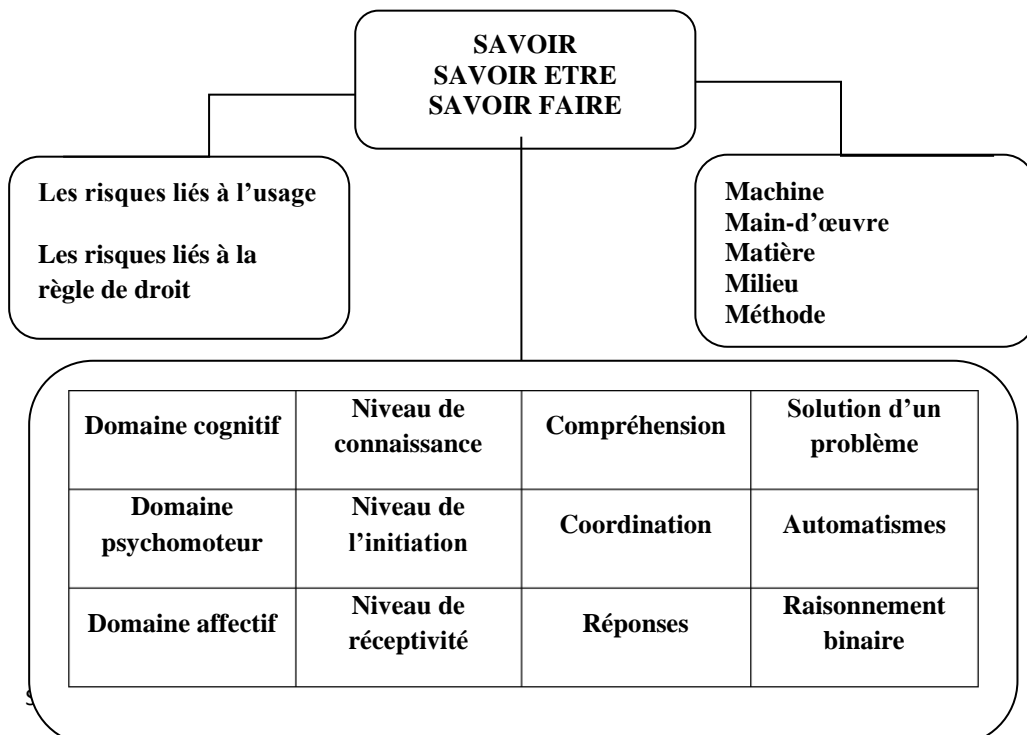 SAVOIR
SAVOIR ETRE
SAVOIR FAIRE
Les risques liés à l’usage
Les risques liés à la
règle de droit
Machine
Main-d’œuvre
Matière
Milieu
Méthode
Domaine cognitif
Niveau de
connaissance
Compréhension
Solution d’un
problème
Domaine
psychomoteur
Niveau de
l’initiation
Coordination
Automatismes
Domaine affectif
Niveau de
réceptivité
Réponses
Raisonnement
binaire